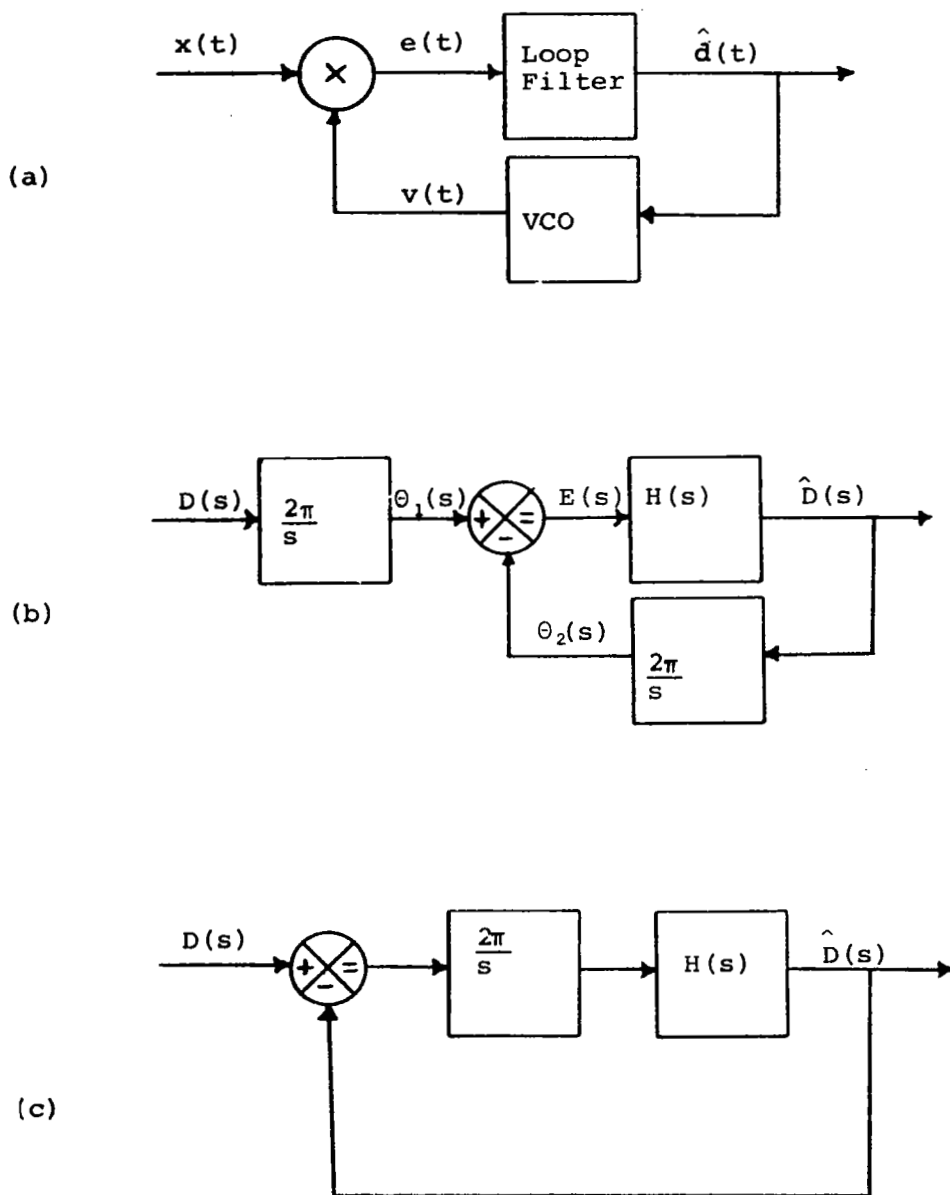 x(t)
e(t)
Loop
Filter
d̂(t)
×
(a)
v(t)
VCO
D(s)
2π
s
Θ₁(s)
+
=
-
E(s)
H(s)
D̂(s)
(b)
Θ₂(s)
2π
s
D(s)
+
=
-
2π
s
H(s)
D̂(s)
(c)